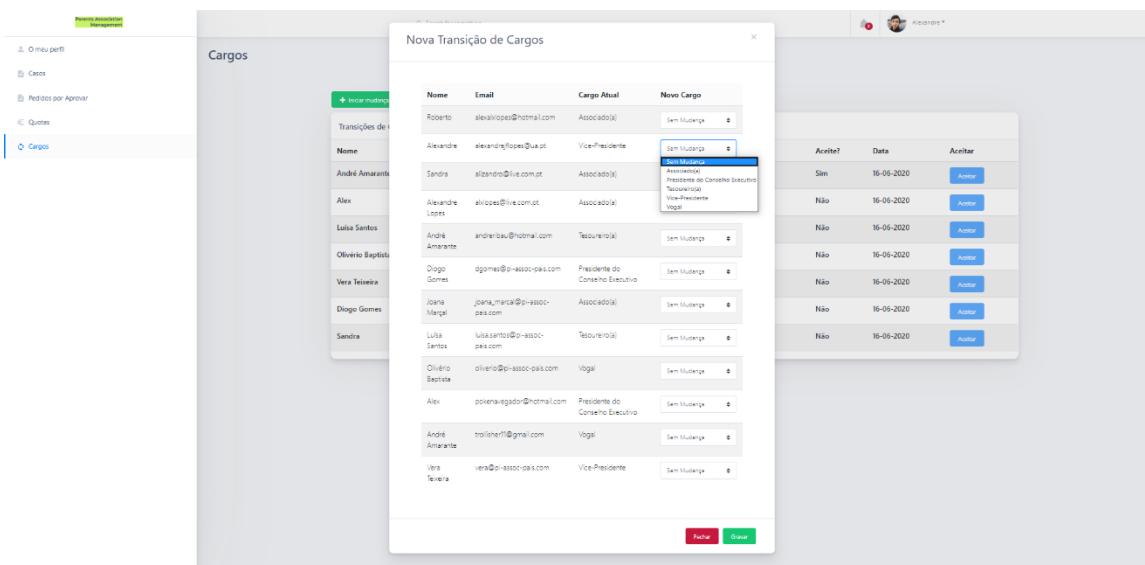 Parents Association
Management
O meu perfil
Casos
Pedidos por Aprovar
Quotas
Cargos
Alexandre
Cargos
Iniciar mudança
Transições de
Nome Aceite? Data Aceitar
André Amarante Sim 16-06-2020 Aceitar
Alex Não 16-06-2020 Aceitar
Luísa Santos Não 16-06-2020 Aceitar
Olivério Baptista Não 16-06-2020 Aceitar
Vera Teixeira Não 16-06-2020 Aceitar
Diogo Gomes Não 16-06-2020 Aceitar
Sandra Não 16-06-2020 Aceitar
Nova Transição de Cargos ×
Nome Email Cargo Atual Novo Cargo
Roberto alexalxlopes@hotmail.com Associado(a) Sem Mudança
Alexandre alexandrejflopes@ua.pt Vice-Presidente Sem Mudança
Sem Mudança
Associado(a)
Presidente do Conselho Executivo
Tesoureiro(a)
Vice-Presidente
Vogal
Sandra alizandro@live.com.pt Associado(a)
Alexandre alxlopes@live.com.pt Associado(a)
Lopes
André andreribau@hotmail.com Tesoureiro(a) Sem Mudança
Amarante
Diogo dgomes@pi-assoc-pais.com Presidente do Sem Mudança
Gomes Conselho Executivo
Joana joana_marcal@pi-assoc- Associado(a) Sem Mudança
Marçal pais.com
Luísa luisa.santos@pi-assoc- Tesoureiro(a) Sem Mudança
Santos pais.com
Olivério oliverio@pi-assoc-pais.com Vogal Sem Mudança
Baptista
Alex pokenavegador@hotmail.com Presidente do Sem Mudança
Conselho Executivo
André trollisher11@gmail.com Vogal Sem Mudança
Amarante
Vera vera@pi-assoc-pais.com Vice-Presidente Sem Mudança
Teixeira
Fechar Gravar